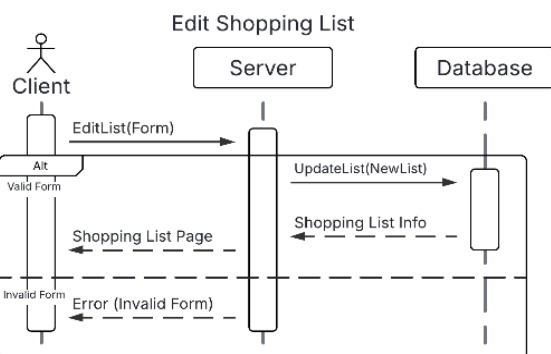 Edit Shopping List
Client
Server
Database
EditList(Form)
Alt
Valid Form
UpdateList(NewList)
Shopping List Info
Shopping List Page
Invalid Form
Error (Invalid Form)